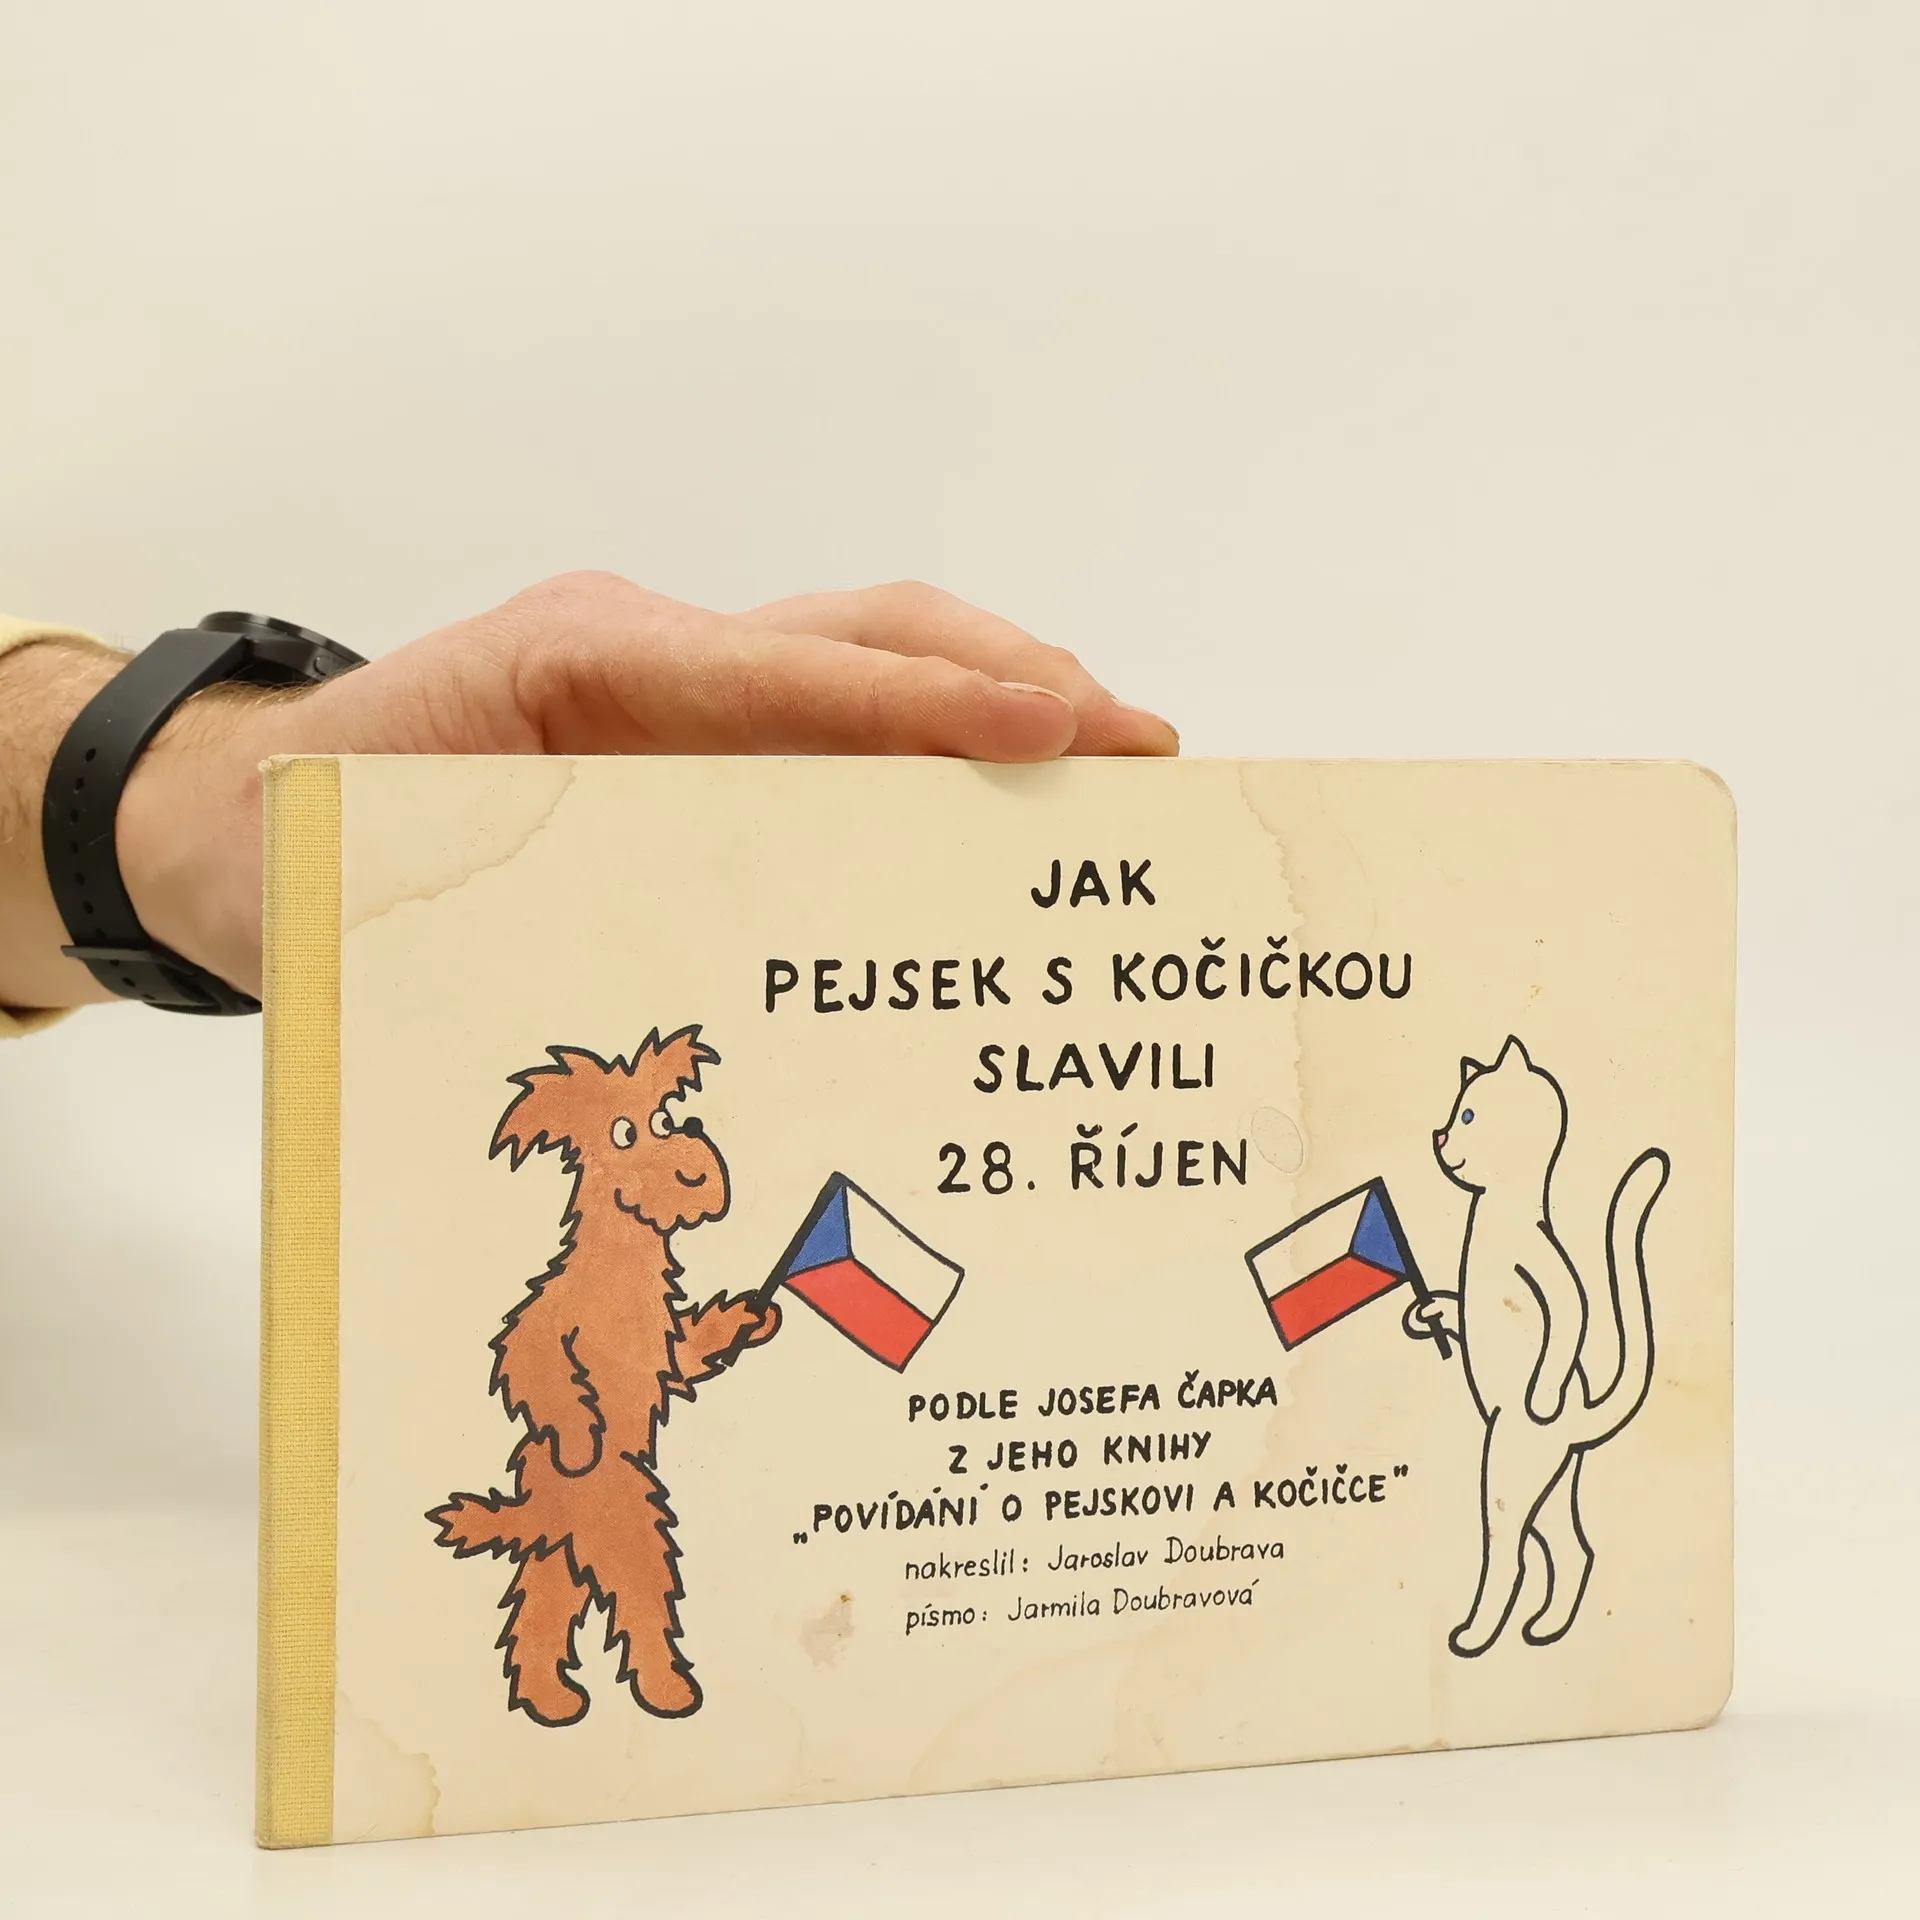 JAK
PEJSEK S KOČIČKOU
SLAVILI
28. ŘÍJEN
PODLE JOSEFA ČAPKA
Z JEHO KNIHY
„POVÍDÁNÍ O PEJSKOVI A KOČIČCE"
nakreslil: Jaroslav Doubrava
písmo: Jarmila Doubravová